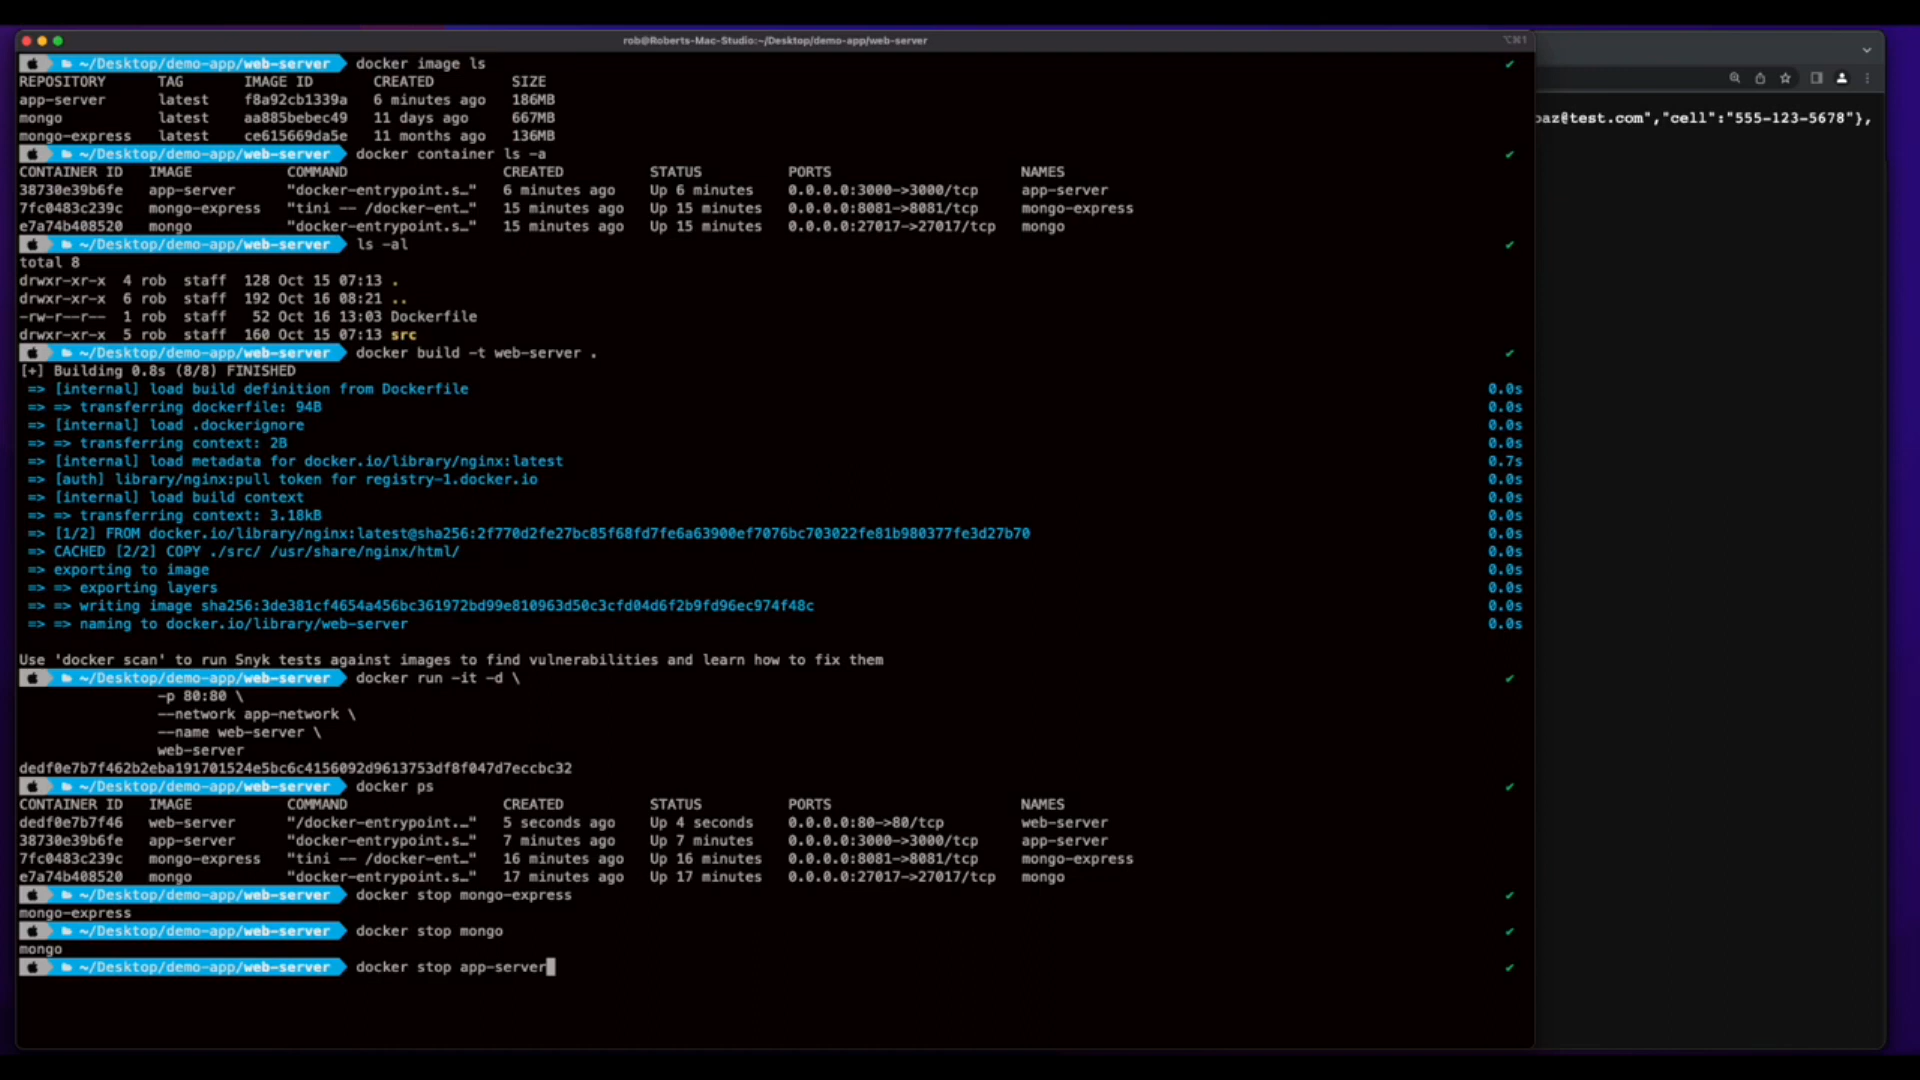 rob@Roberts-Mac-Studio:~/Desktop/demo-app/web-server
⌥⌘1
~/Desktop/demo-app/web-server docker image ls ✔
REPOSITORY TAG IMAGE ID CREATED SIZE
app-server latest f8a92cb1339a 6 minutes ago 186MB
mongo latest aa885bebec49 11 days ago 667MB
mongo-express latest ce615669da5e 11 months ago 136MB
~/Desktop/demo-app/web-server docker container ls -a ✔
CONTAINER ID IMAGE COMMAND CREATED STATUS PORTS NAMES
38730e39b6fe app-server "docker-entrypoint.s…" 6 minutes ago Up 6 minutes 0.0.0.0:3000->3000/tcp app-server
7fc0483c239c mongo-express "tini -- /docker-ent…" 15 minutes ago Up 15 minutes 0.0.0.0:8081->8081/tcp mongo-express
e7a74b408520 mongo "docker-entrypoint.s…" 15 minutes ago Up 15 minutes 0.0.0.0:27017->27017/tcp mongo
~/Desktop/demo-app/web-server ls -al ✔
total 8
drwxr-xr-x 4 rob staff 128 Oct 15 07:13 .
drwxr-xr-x 6 rob staff 192 Oct 16 08:21 ..
-rw-r--r-- 1 rob staff 52 Oct 16 13:03 Dockerfile
drwxr-xr-x 5 rob staff 160 Oct 15 07:13 src
~/Desktop/demo-app/web-server docker build -t web-server . ✔
[+] Building 0.8s (8/8) FINISHED
=> [internal] load build definition from Dockerfile 0.0s
=> => transferring dockerfile: 94B 0.0s
=> [internal] load .dockerignore 0.0s
=> => transferring context: 2B 0.0s
=> [internal] load metadata for docker.io/library/nginx:latest 0.7s
=> [auth] library/nginx:pull token for registry-1.docker.io 0.0s
=> [internal] load build context 0.0s
=> => transferring context: 3.18kB 0.0s
=> [1/2] FROM docker.io/library/nginx:latest@sha256:2f770d2fe27bc85f68fd7fe6a63900ef7076bc703022fe81b980377fe3d27b70 0.0s
=> CACHED [2/2] COPY ./src/ /usr/share/nginx/html/ 0.0s
=> exporting to image 0.0s
=> => exporting layers 0.0s
=> => writing image sha256:3de381cf4654a456bc361972bd99e810963d50c3cfd04d6f2b9fd96ec974f48c 0.0s
=> => naming to docker.io/library/web-server 0.0s
Use 'docker scan' to run Snyk tests against images to find vulnerabilities and learn how to fix them
~/Desktop/demo-app/web-server docker run -it -d \ ✔
-p 80:80 \
--network app-network \
--name web-server \
web-server
dedf0e7b7f462b2eba191701524e5bc6c4156092d9613753df8f047d7eccbc32
~/Desktop/demo-app/web-server docker ps ✔
CONTAINER ID IMAGE COMMAND CREATED STATUS PORTS NAMES
dedf0e7b7f46 web-server "/docker-entrypoint.…" 5 seconds ago Up 4 seconds 0.0.0.0:80->80/tcp web-server
38730e39b6fe app-server "docker-entrypoint.s…" 7 minutes ago Up 7 minutes 0.0.0.0:3000->3000/tcp app-server
7fc0483c239c mongo-express "tini -- /docker-ent…" 16 minutes ago Up 16 minutes 0.0.0.0:8081->8081/tcp mongo-express
e7a74b408520 mongo "docker-entrypoint.s…" 17 minutes ago Up 17 minutes 0.0.0.0:27017->27017/tcp mongo
~/Desktop/demo-app/web-server docker stop mongo-express ✔
mongo-express
~/Desktop/demo-app/web-server docker stop mongo ✔
mongo
~/Desktop/demo-app/web-server docker stop app-server ✔
az@test.com","cell":"555-123-5678"},